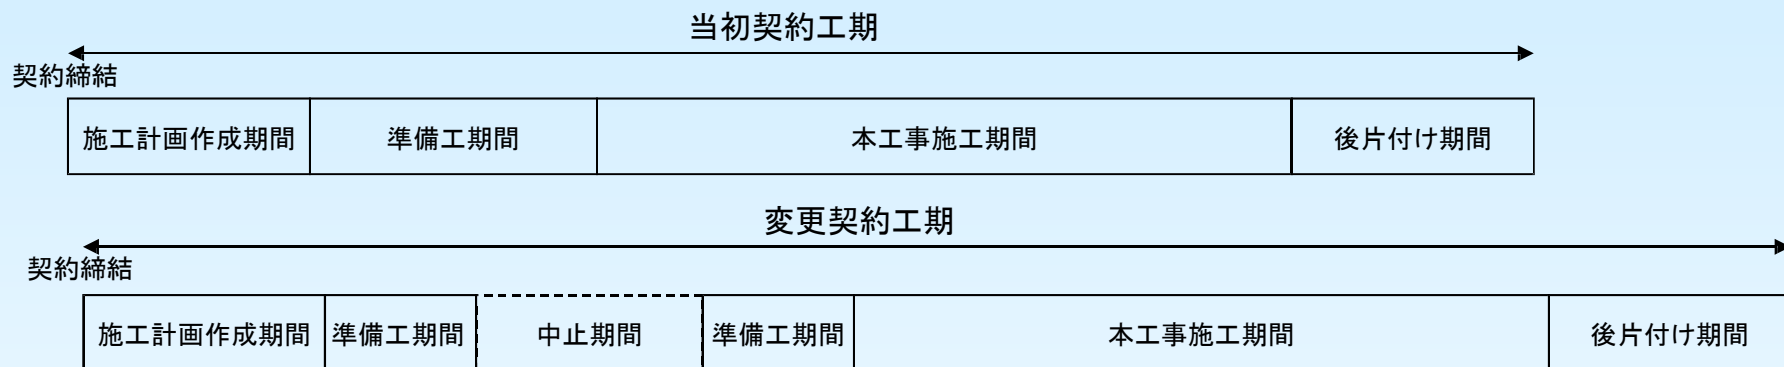 当初契約工期
契約締結
施工計画作成期間 準備工期間 本工事施工期間 後片付け期間
変更契約工期
契約締結
施工計画作成期間 準備工期間 中止期間 準備工期間 本工事施工期間 後片付け期間